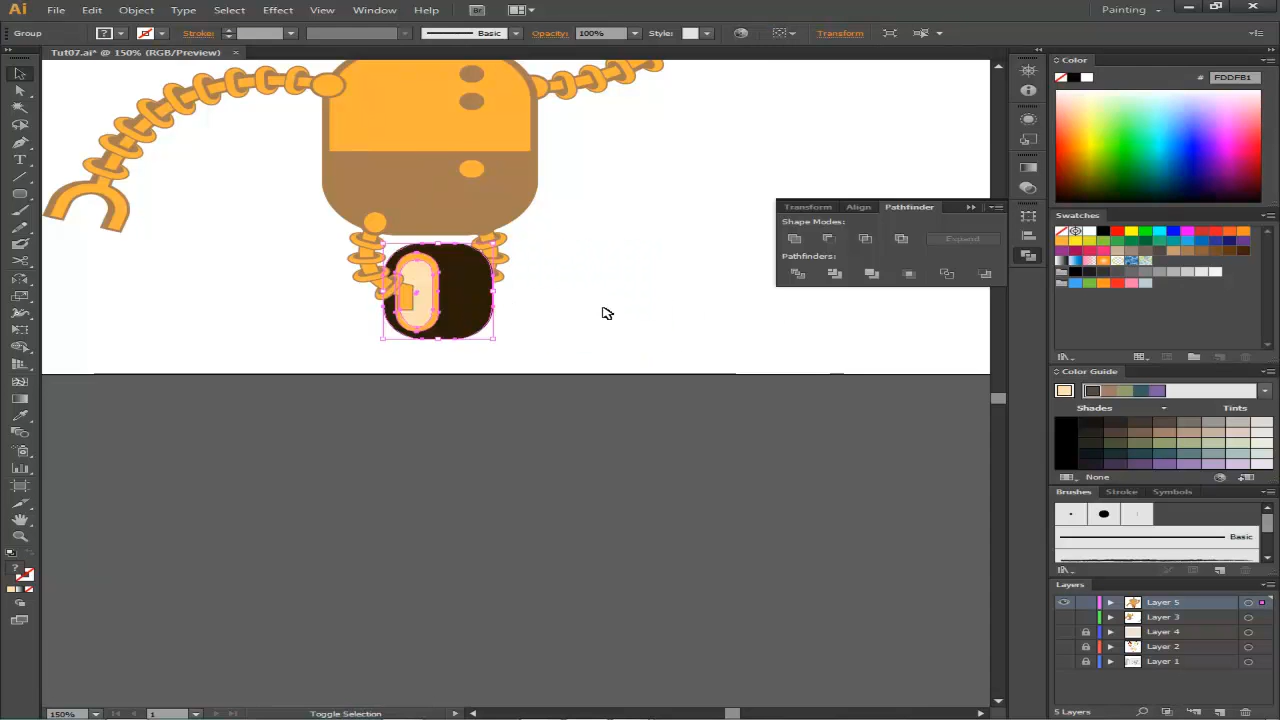 Ai File Edit Object Type Select Effect View Window Help Br Painting
Group ? Stroke: Basic Opacity: 100% Style: Transform
Tut07.ai* @ 150% (RGB/Preview) ×
Color
# FDDFB1
Transform Align Pathfinder
Shape Modes:
Expand
Pathfinders:
Swatches
Color Guide
Shades Tints
None
Brushes Stroke Symbols
Basic
Layers
Layer 5
Layer 3
Layer 4
Layer 2
Layer 1
150% 1 Toggle Selection 5 Layers